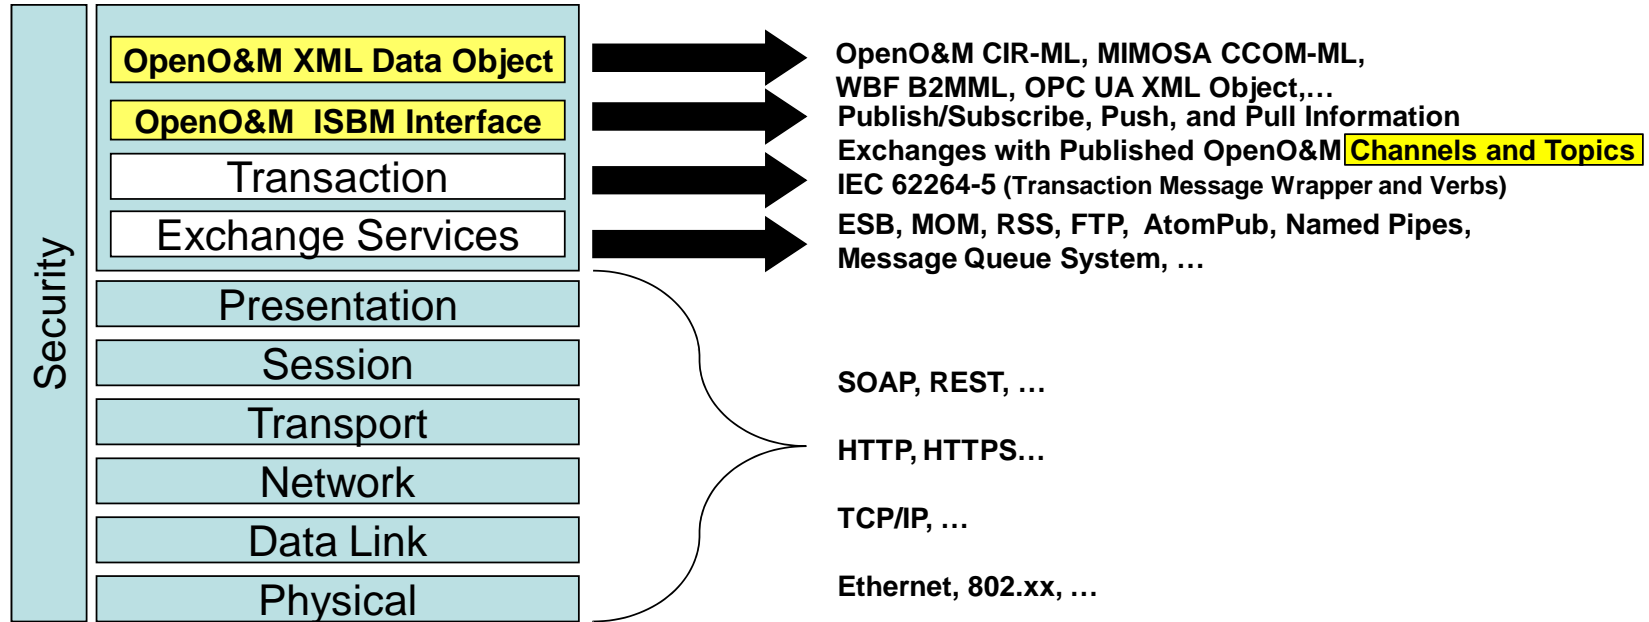 Security
OpenO&M XML Data Object
OpenO&M ISBM Interface
Transaction
Exchange Services
Presentation
Session
Transport
Network
Data Link
Physical
OpenO&M CIR-ML, MIMOSA CCOM-ML,
WBF B2MML, OPC UA XML Object,…
Publish/Subscribe, Push, and Pull Information
Exchanges with Published OpenO&M Channels and Topics
IEC 62264-5 (Transaction Message Wrapper and Verbs)
ESB, MOM, RSS, FTP, AtomPub, Named Pipes,
Message Queue System, …
SOAP, REST, …
HTTP, HTTPS…
TCP/IP, …
Ethernet, 802.xx, …